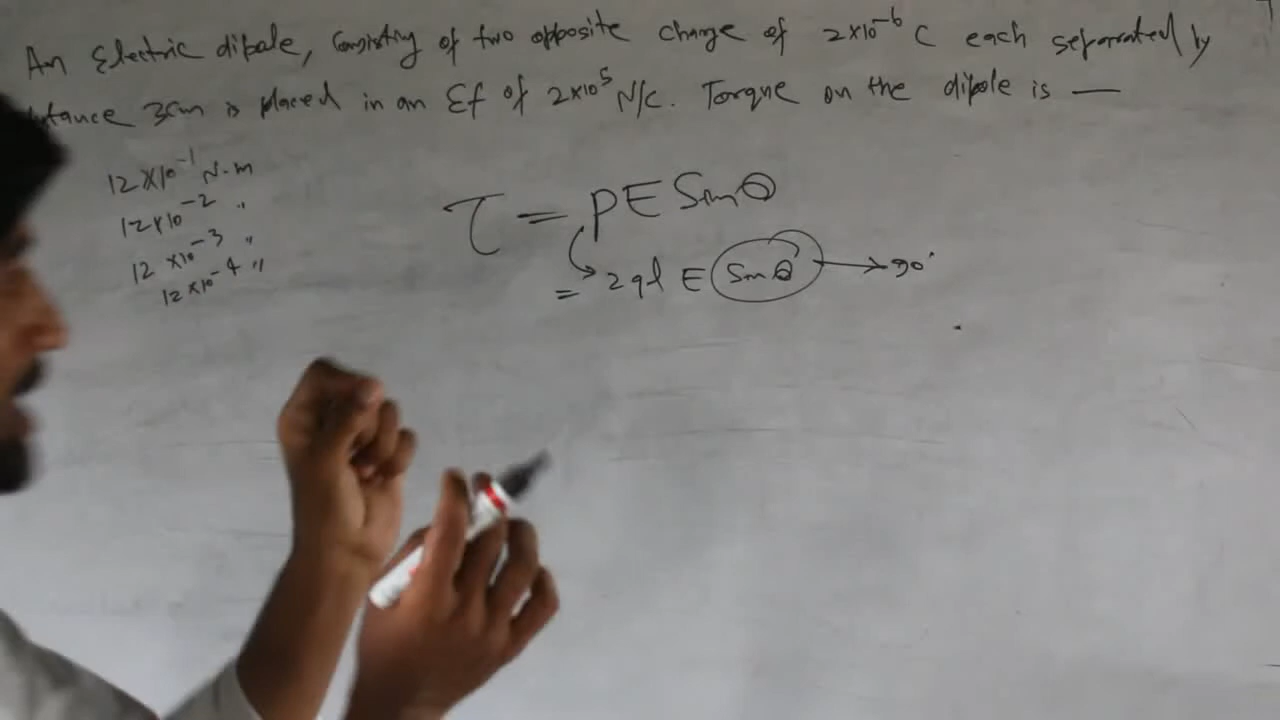 An Electric dipole, Consisting of two opposite charge of 2×10⁻⁶ C each separated by
distance 3cm is placed in an Ef of 2×10⁵ N/C. Torque on the dipole is —
12×10⁻¹ N-m
12×10⁻² "
12×10⁻³ "
12×10⁻⁴ "
τ = PE Sinθ
= 2ql E Sinθ → 90°